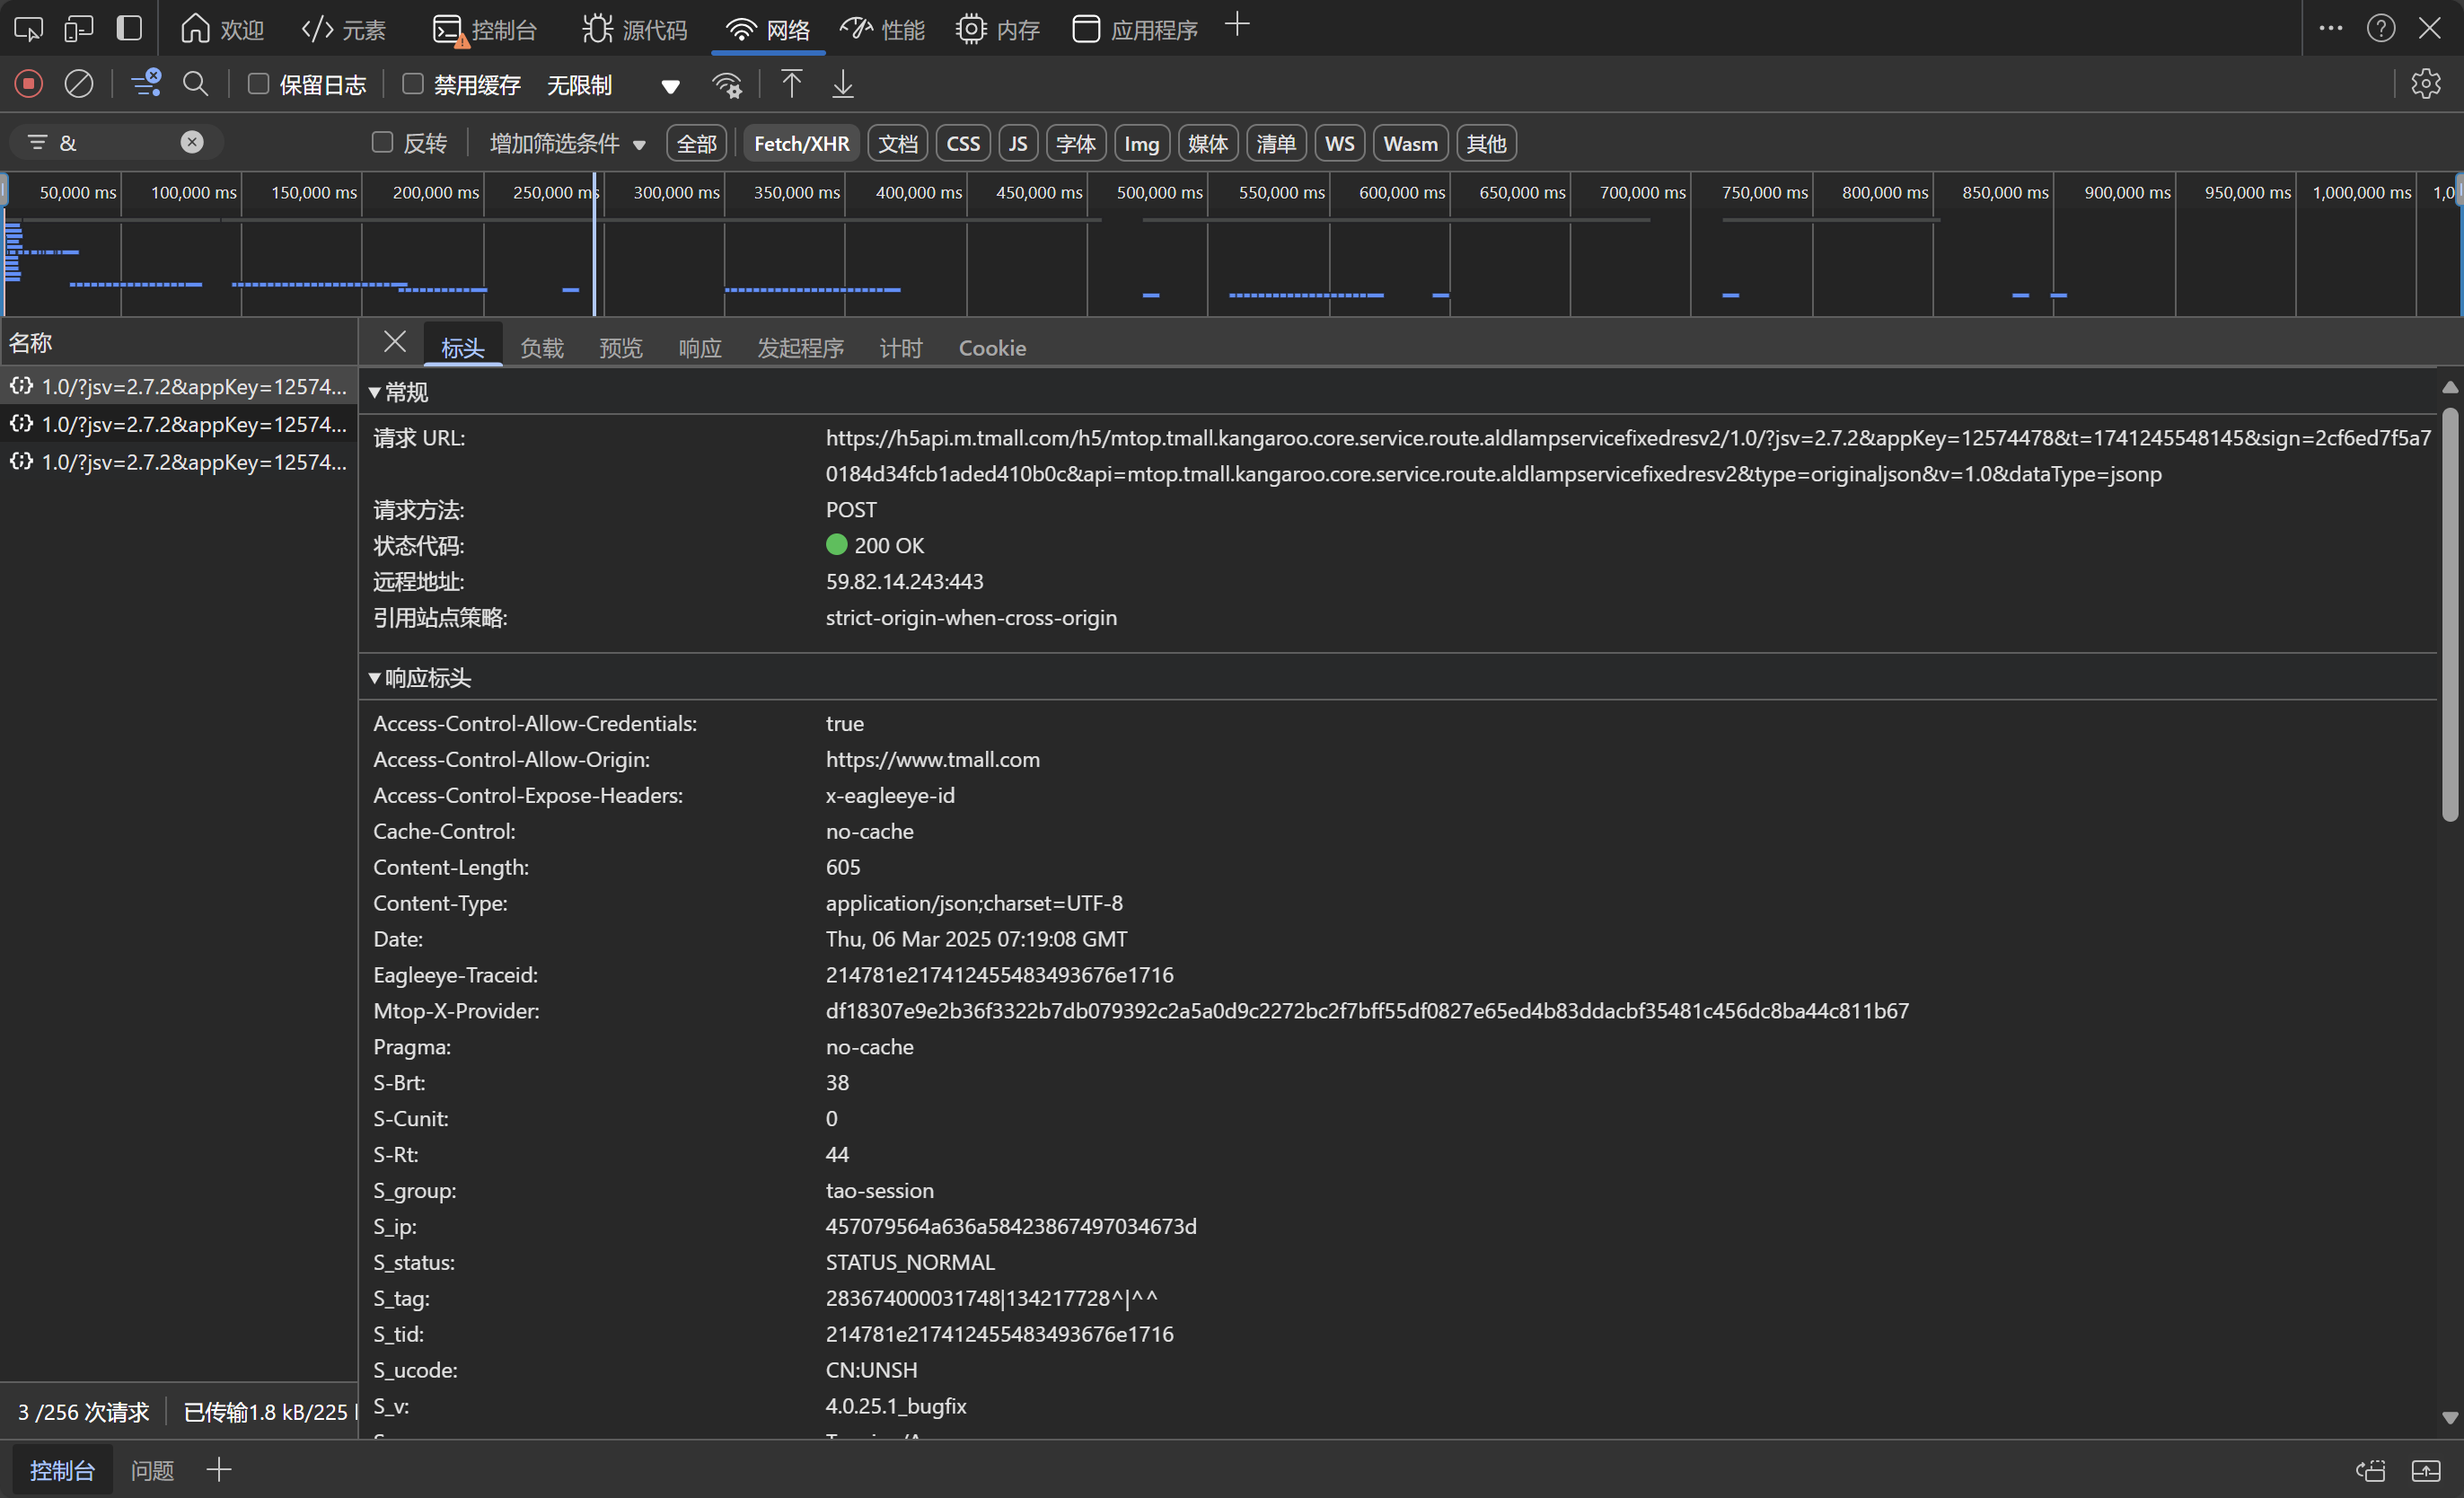 欢迎 元素 控制台 源代码 网络 性能 内存 应用程序
保留日志 禁用缓存 无限制
& 反转 增加筛选条件 全部 Fetch/XHR 文档 CSS JS 字体 Img 媒体 清单 WS Wasm 其他
50,000 ms 100,000 ms 150,000 ms 200,000 ms 250,000 ms 300,000 ms 350,000 ms 400,000 ms 450,000 ms 500,000 ms 550,000 ms 600,000 ms 650,000 ms 700,000 ms 750,000 ms 800,000 ms 850,000 ms 900,000 ms 950,000 ms 1,000,000 ms 1,0
名称 标头 负载 预览 响应 发起程序 计时 Cookie
1.0/?jsv=2.7.2&appKey=12574...
1.0/?jsv=2.7.2&appKey=12574...
1.0/?jsv=2.7.2&appKey=12574...
常规
请求 URL: https://h5api.m.tmall.com/h5/mtop.tmall.kangaroo.core.service.route.aldlampservicefixedresv2/1.0/?jsv=2.7.2&appKey=12574478&t=1741245548145&sign=2cf6ed7f5a7
0184d34fcb1aded410b0c&api=mtop.tmall.kangaroo.core.service.route.aldlampservicefixedresv2&type=originaljson&v=1.0&dataType=jsonp
请求方法: POST
状态代码: 200 OK
远程地址: 59.82.14.243:443
引用站点策略: strict-origin-when-cross-origin
响应标头
Access-Control-Allow-Credentials: true
Access-Control-Allow-Origin: https://www.tmall.com
Access-Control-Expose-Headers: x-eagleeye-id
Cache-Control: no-cache
Content-Length: 605
Content-Type: application/json;charset=UTF-8
Date: Thu, 06 Mar 2025 07:19:08 GMT
Eagleeye-Traceid: 214781e217412455483493676e1716
Mtop-X-Provider: df18307e9e2b36f3322b7db079392c2a5a0d9c2272bc2f7bff55df0827e65ed4b83ddacbf35481c456dc8ba44c811b67
Pragma: no-cache
S-Brt: 38
S-Cunit: 0
S-Rt: 44
S_group: tao-session
S_ip: 457079564a636a58423867497034673d
S_status: STATUS_NORMAL
S_tag: 283674000031748|134217728^|^^
S_tid: 214781e217412455483493676e1716
S_ucode: CN:UNSH
S_v: 4.0.25.1_bugfix
3 /256 次请求 已传输1.8 kB/225
控制台 问题